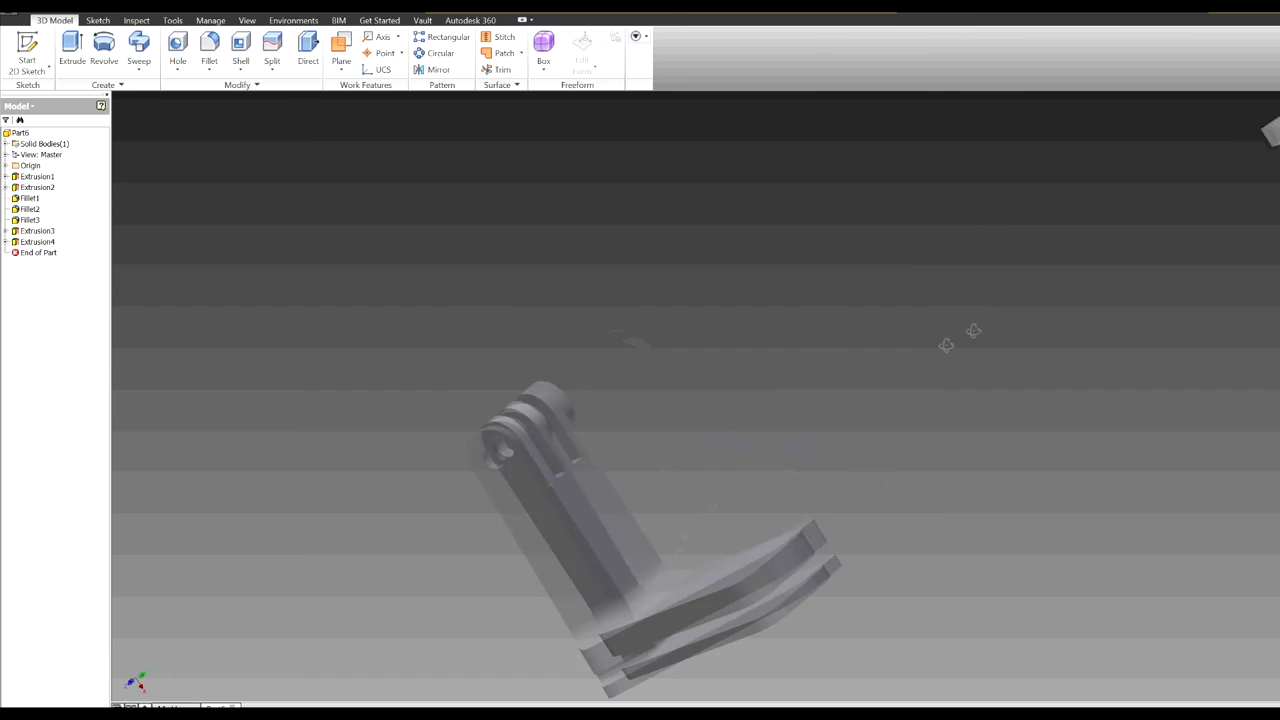 3D Model Sketch Inspect Tools Manage View Environments BIM Get Started Vault Autodesk 360
Axis Rectangular Stitch
Point Circular Patch
Start
2D Sketch Extrude Revolve Sweep Hole Fillet Shell Split Direct Plane UCS Mirror Trim Box Edit
Form
Sketch Create Modify Work Features Pattern Surface Freeform
Model
Part6
Solid Bodies(1)
View: Master
Origin
Extrusion1
Extrusion2
Fillet1
Fillet2
Fillet3
Extrusion3
Extrusion4
End of Part